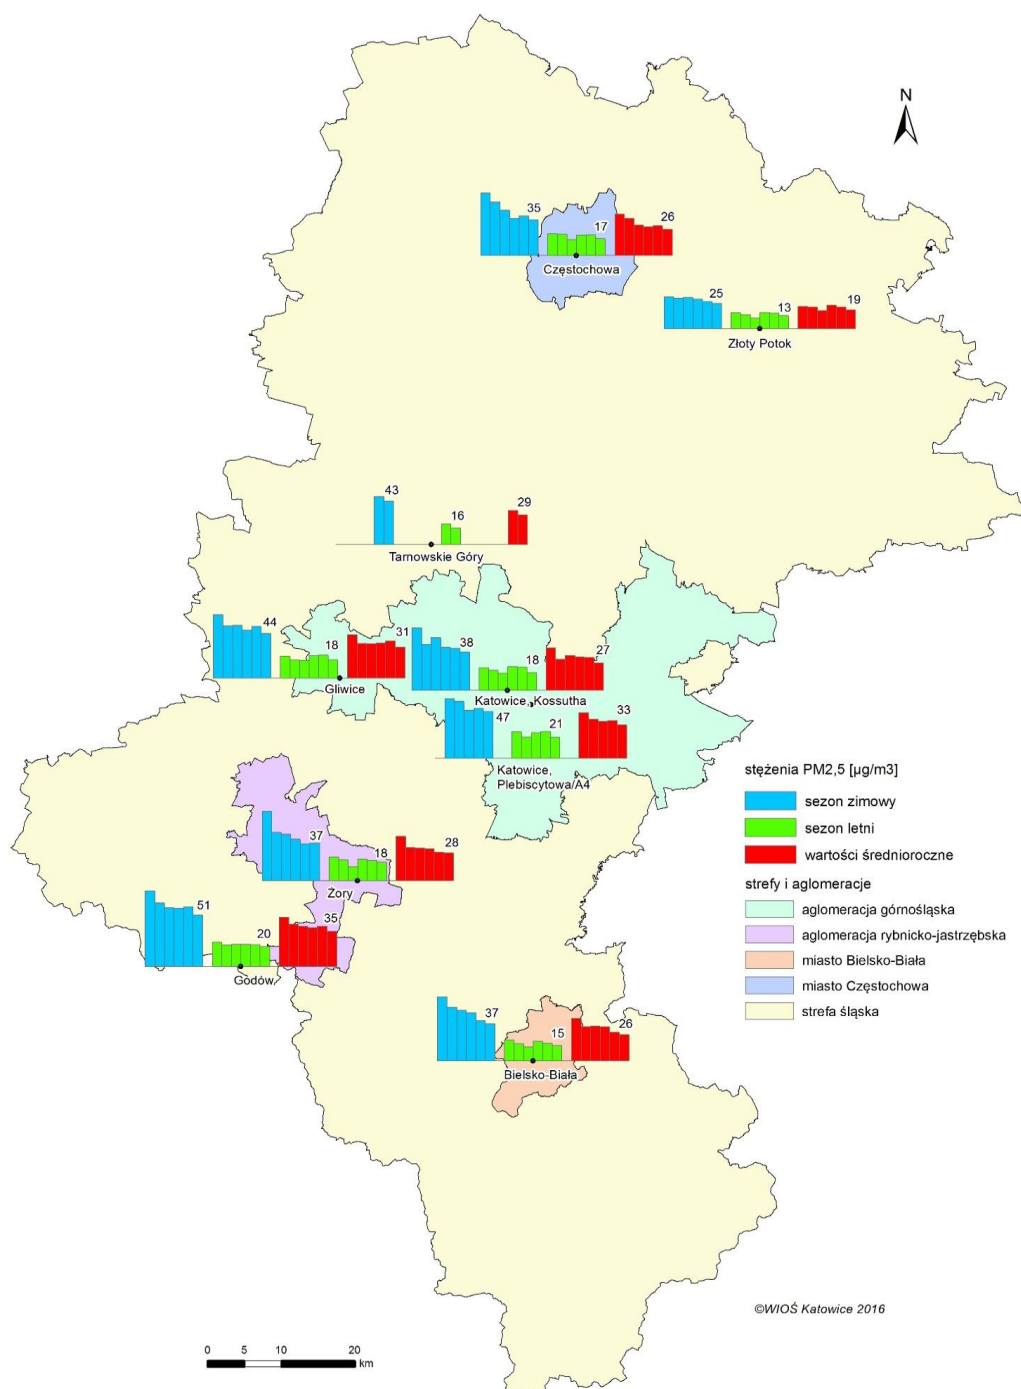 N
35
17
26
Częstochowa
25
13
19
Złoty Potok
43
16
29
Tarnowskie Góry
44
18
31
Gliwice
38
18
27
Katowice, Kossutha
47
21
33
Katowice,
Plebiscytowa/A4
37
18
28
Żory
51
20
35
Godów
37
15
26
Bielsko-Biała
stężenia PM2,5 [µg/m3]
sezon zimowy
sezon letni
wartości średnioroczne
strefy i aglomeracje
aglomeracja górnośląska
aglomeracja rybnicko-jastrzębska
miasto Bielsko-Biała
miasto Częstochowa
strefa śląska
©WIOŚ Katowice 2016
0 5 10 20
km